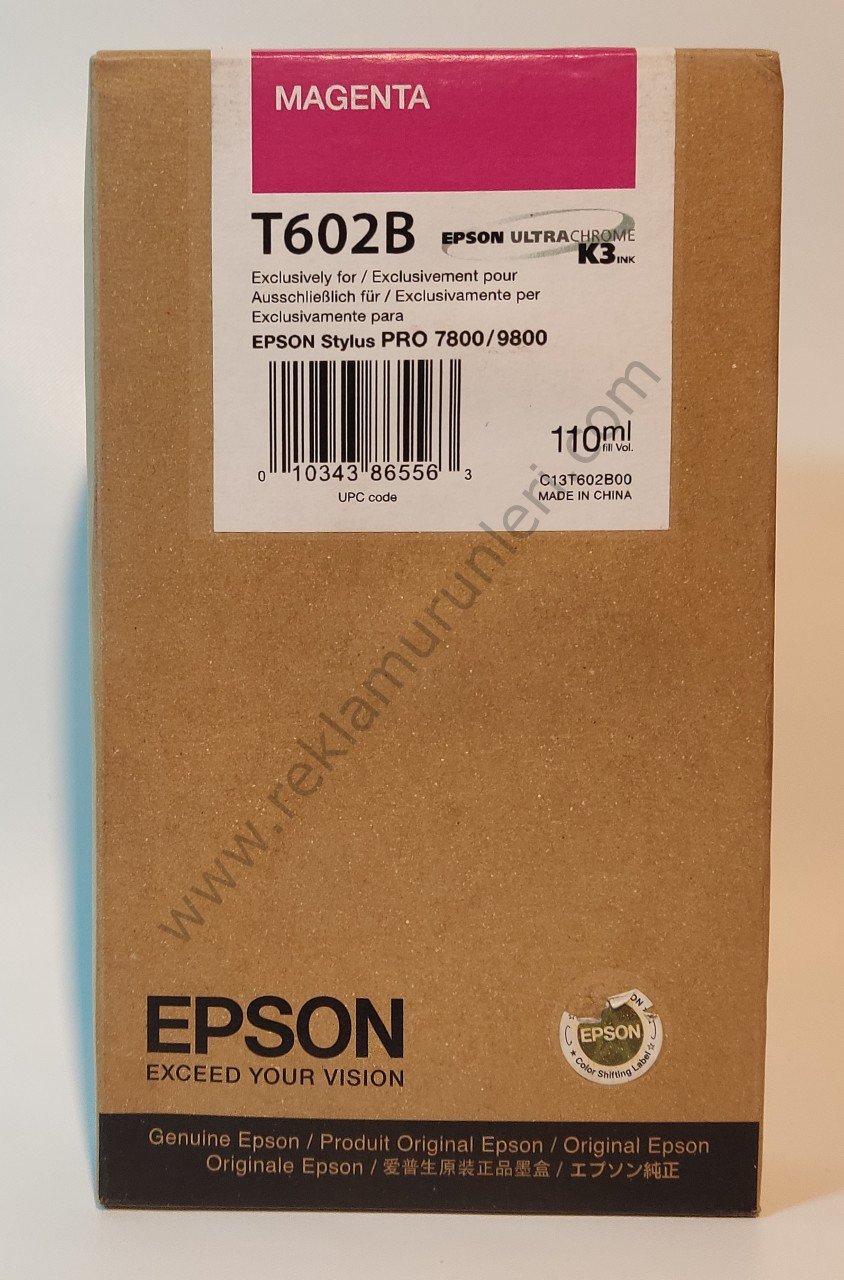 MAGENTA
T602B
EPSON ULTRACHROME
K3 INK
Exclusively for / Exclusivement pour
Ausschließlich für / Exclusivamente per
Exclusivamente para
EPSON Stylus PRO 7800/9800
0 10343 86556 3
UPC code
110ml
fill Vol.
C13T602B00
MADE IN CHINA
www.reklamurunleri.com
EPSON
EXCEED YOUR VISION
ON
EPSON
Color Shifting Label
Genuine Epson / Produit Original Epson / Original Epson
Originale Epson / 爱普生原装正品墨盒 / エプソン純正